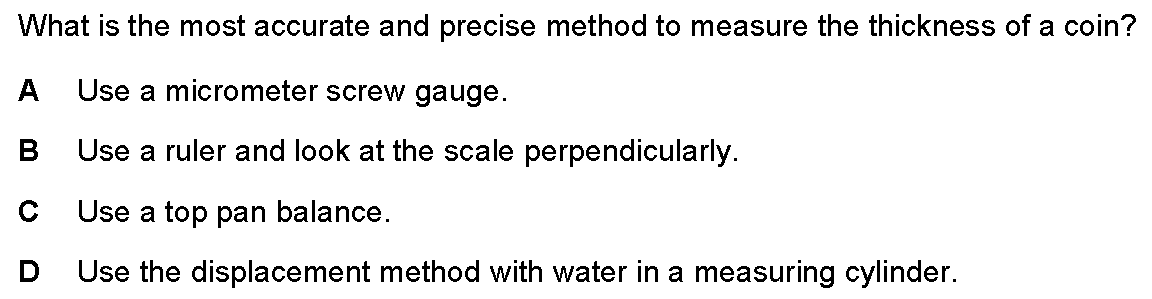 What is the most accurate and precise method to measure the thickness of a coin?
A Use a micrometer screw gauge.
B Use a ruler and look at the scale perpendicularly.
C Use a top pan balance.
D Use the displacement method with water in a measuring cylinder.